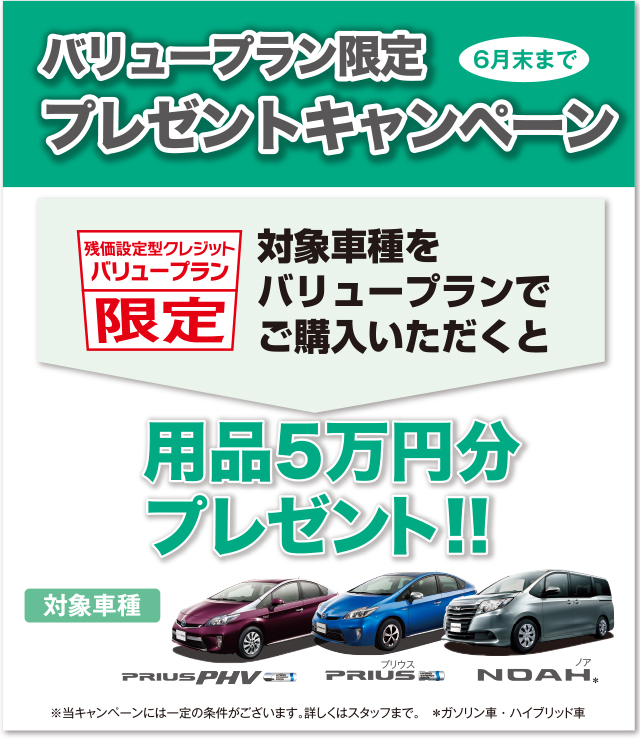 バリュープラン限定
6月末まで
プレゼントキャンペーン
残価設定型クレジット
バリュープラン
限定
対象車種を
バリュープランで
ご購入いただくと
用品5万円分
プレゼント!!
対象車種
PRIUS PHV
プリウス
PRIUS
ノア
NOAH*
※当キャンペーンには一定の条件がございます。詳しくはスタッフまで。 *ガソリン車・ハイブリッド車